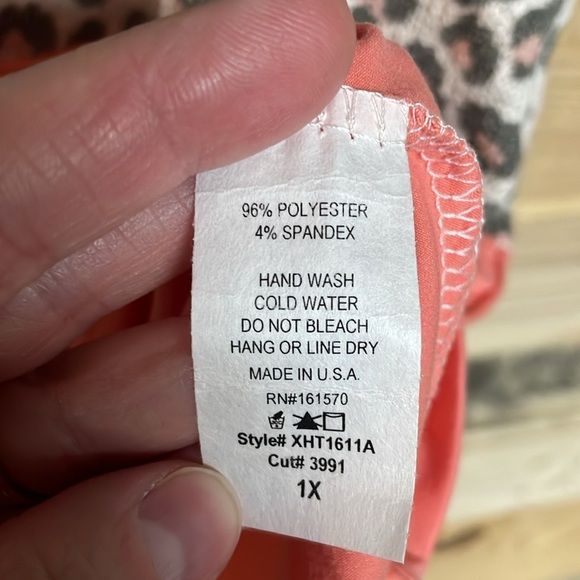 96% POLYESTER
4% SPANDEX
HAND WASH
COLD WATER
DO NOT BLEACH
HANG OR LINE DRY
MADE IN U.S.A.
RN#161570
Style# XHT1611A
Cut# 3991
1X